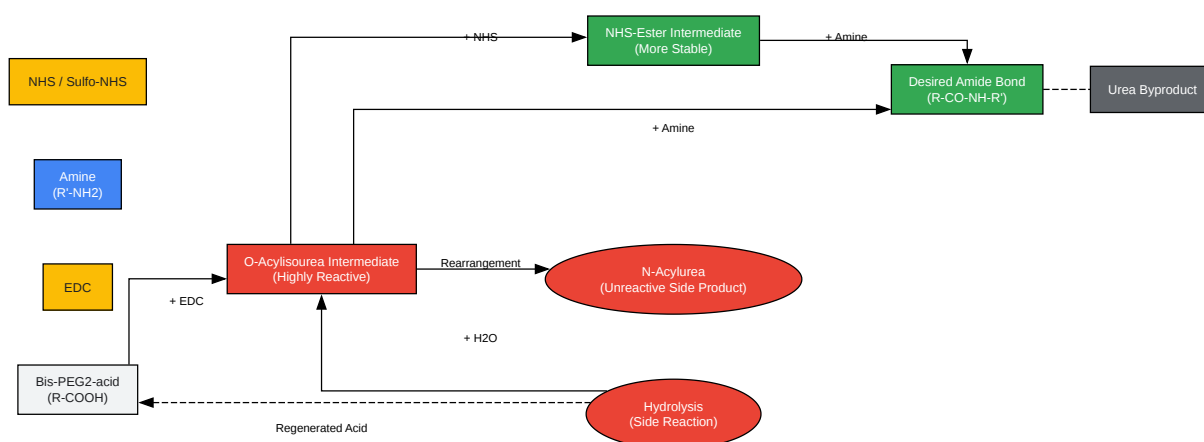 + NHS
NHS-Ester Intermediate
(More Stable)
+ Amine
NHS / Sulfo-NHS
Desired Amide Bond
(R-CO-NH-R')
Urea Byproduct
+ Amine
Amine
(R'-NH2)
O-Acylisourea Intermediate
(Highly Reactive)
Rearrangement
N-Acylurea
(Unreactive Side Product)
EDC
+ EDC
+ H2O
Bis-PEG2-acid
(R-COOH)
Hydrolysis
(Side Reaction)
Regenerated Acid